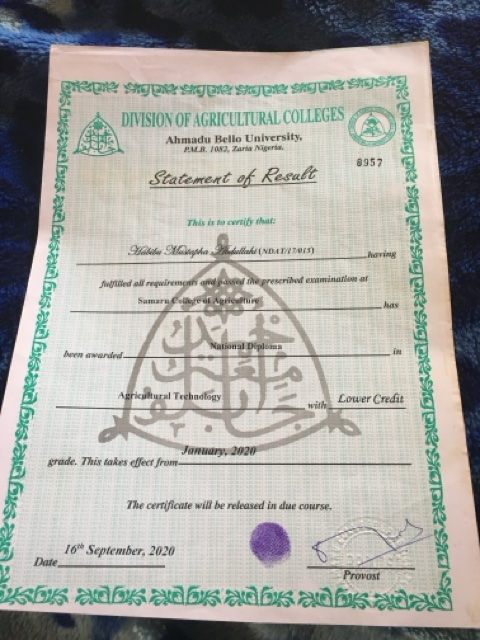 DIVISION OF AGRICULTURAL COLLEGES
Ahmadu Bello University,
P.M.B. 1082, Zaria Nigeria.
8957
Statement of Result
This is to certify that:
Habibu Mustapha Abdullahi (NDAT/17/015) having
fulfilled all requirements and passed the prescribed examination at
Samaru College of Agriculture has
been awarded National Diploma in
Agricultural Technology with Lower Credit
grade. This takes effect from January, 2020
The certificate will be released in due course.
Date 16th September, 2020
Provost